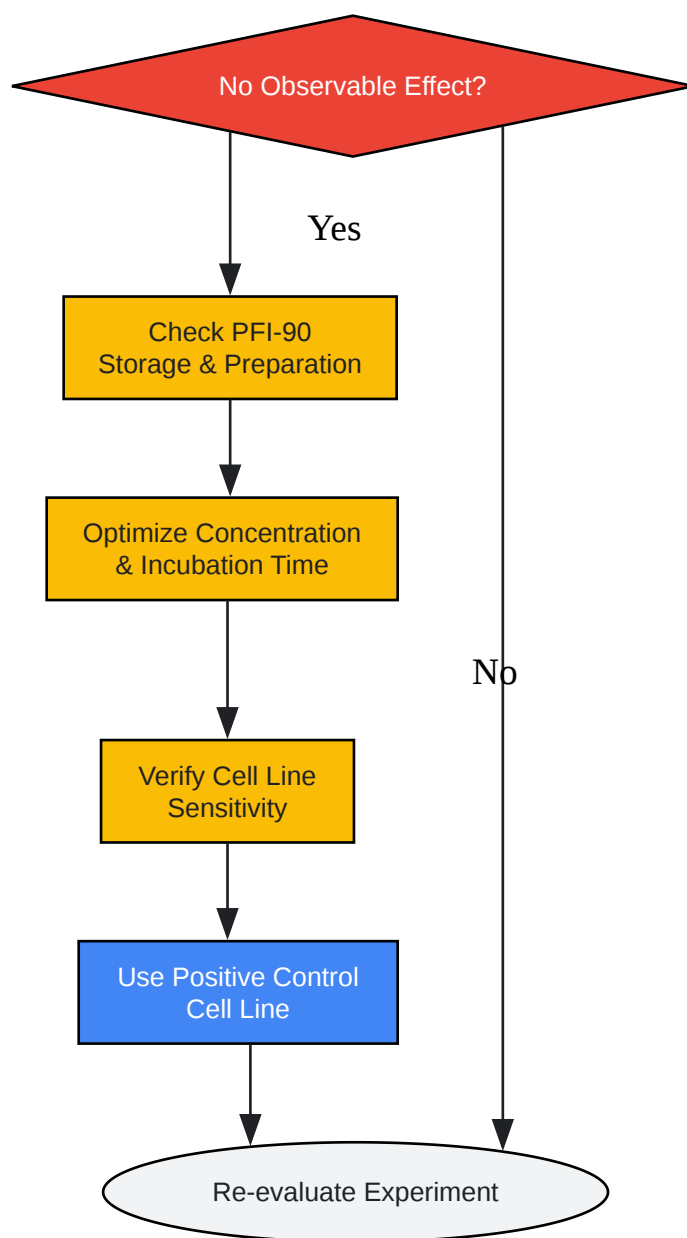 No Observable Effect?
Yes
Check PFI-90
Storage & Preparation
Optimize Concentration
& Incubation Time
No
Verify Cell Line
Sensitivity
Use Positive Control
Cell Line
Re-evaluate Experiment